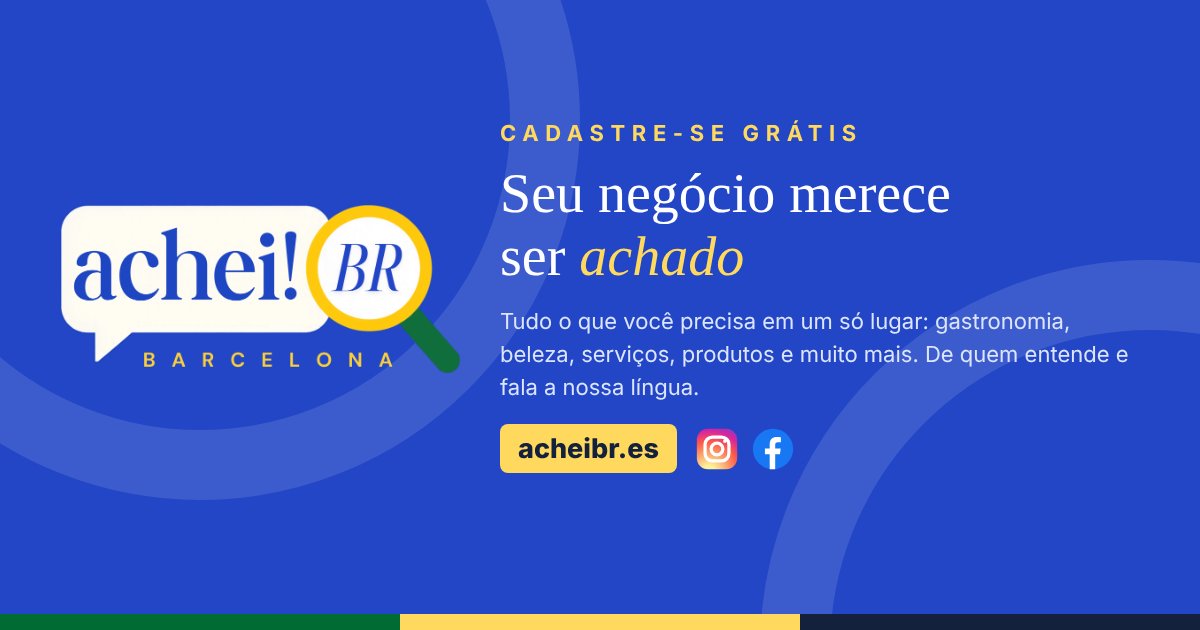 achei! BR
BARCELONA
CADASTRE-SE GRÁTIS
Seu negócio merece
ser achado
Tudo o que você precisa em um só lugar: gastronomia,
beleza, serviços, produtos e muito mais. De quem entende e
fala a nossa língua.
acheibr.es